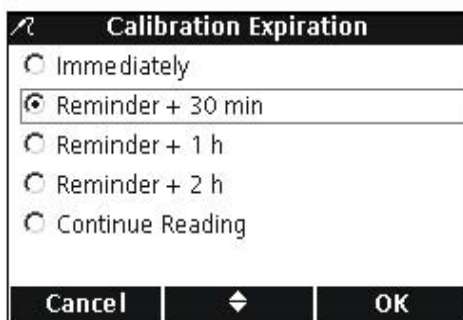 Calibration Expiration
Immediately
Reminder + 30 min
Reminder + 1 h
Reminder + 2 h
Continue Reading
Cancel OK